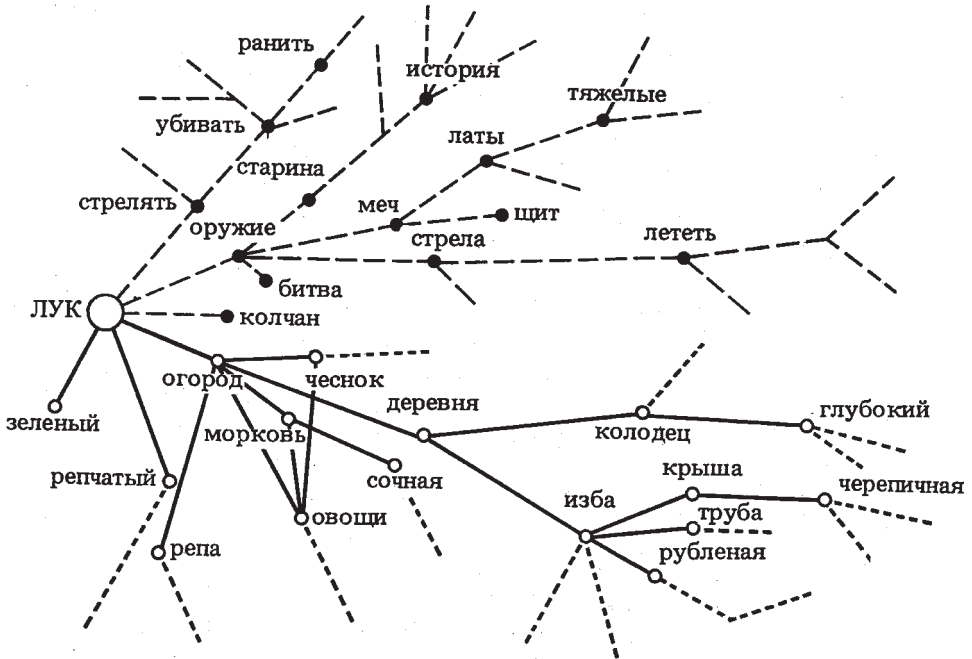 ранить
история
тяжелые
убивать
латы
старина
стрелять
меч
щит
оружие
стрела
лететь
битва
ЛУК
колчан
огород
чеснок
деревня
глубокий
зеленый
морковь
колодец
репчатый
сочная
крыша
черепичная
изба
овощи
труба
репа
рубленая